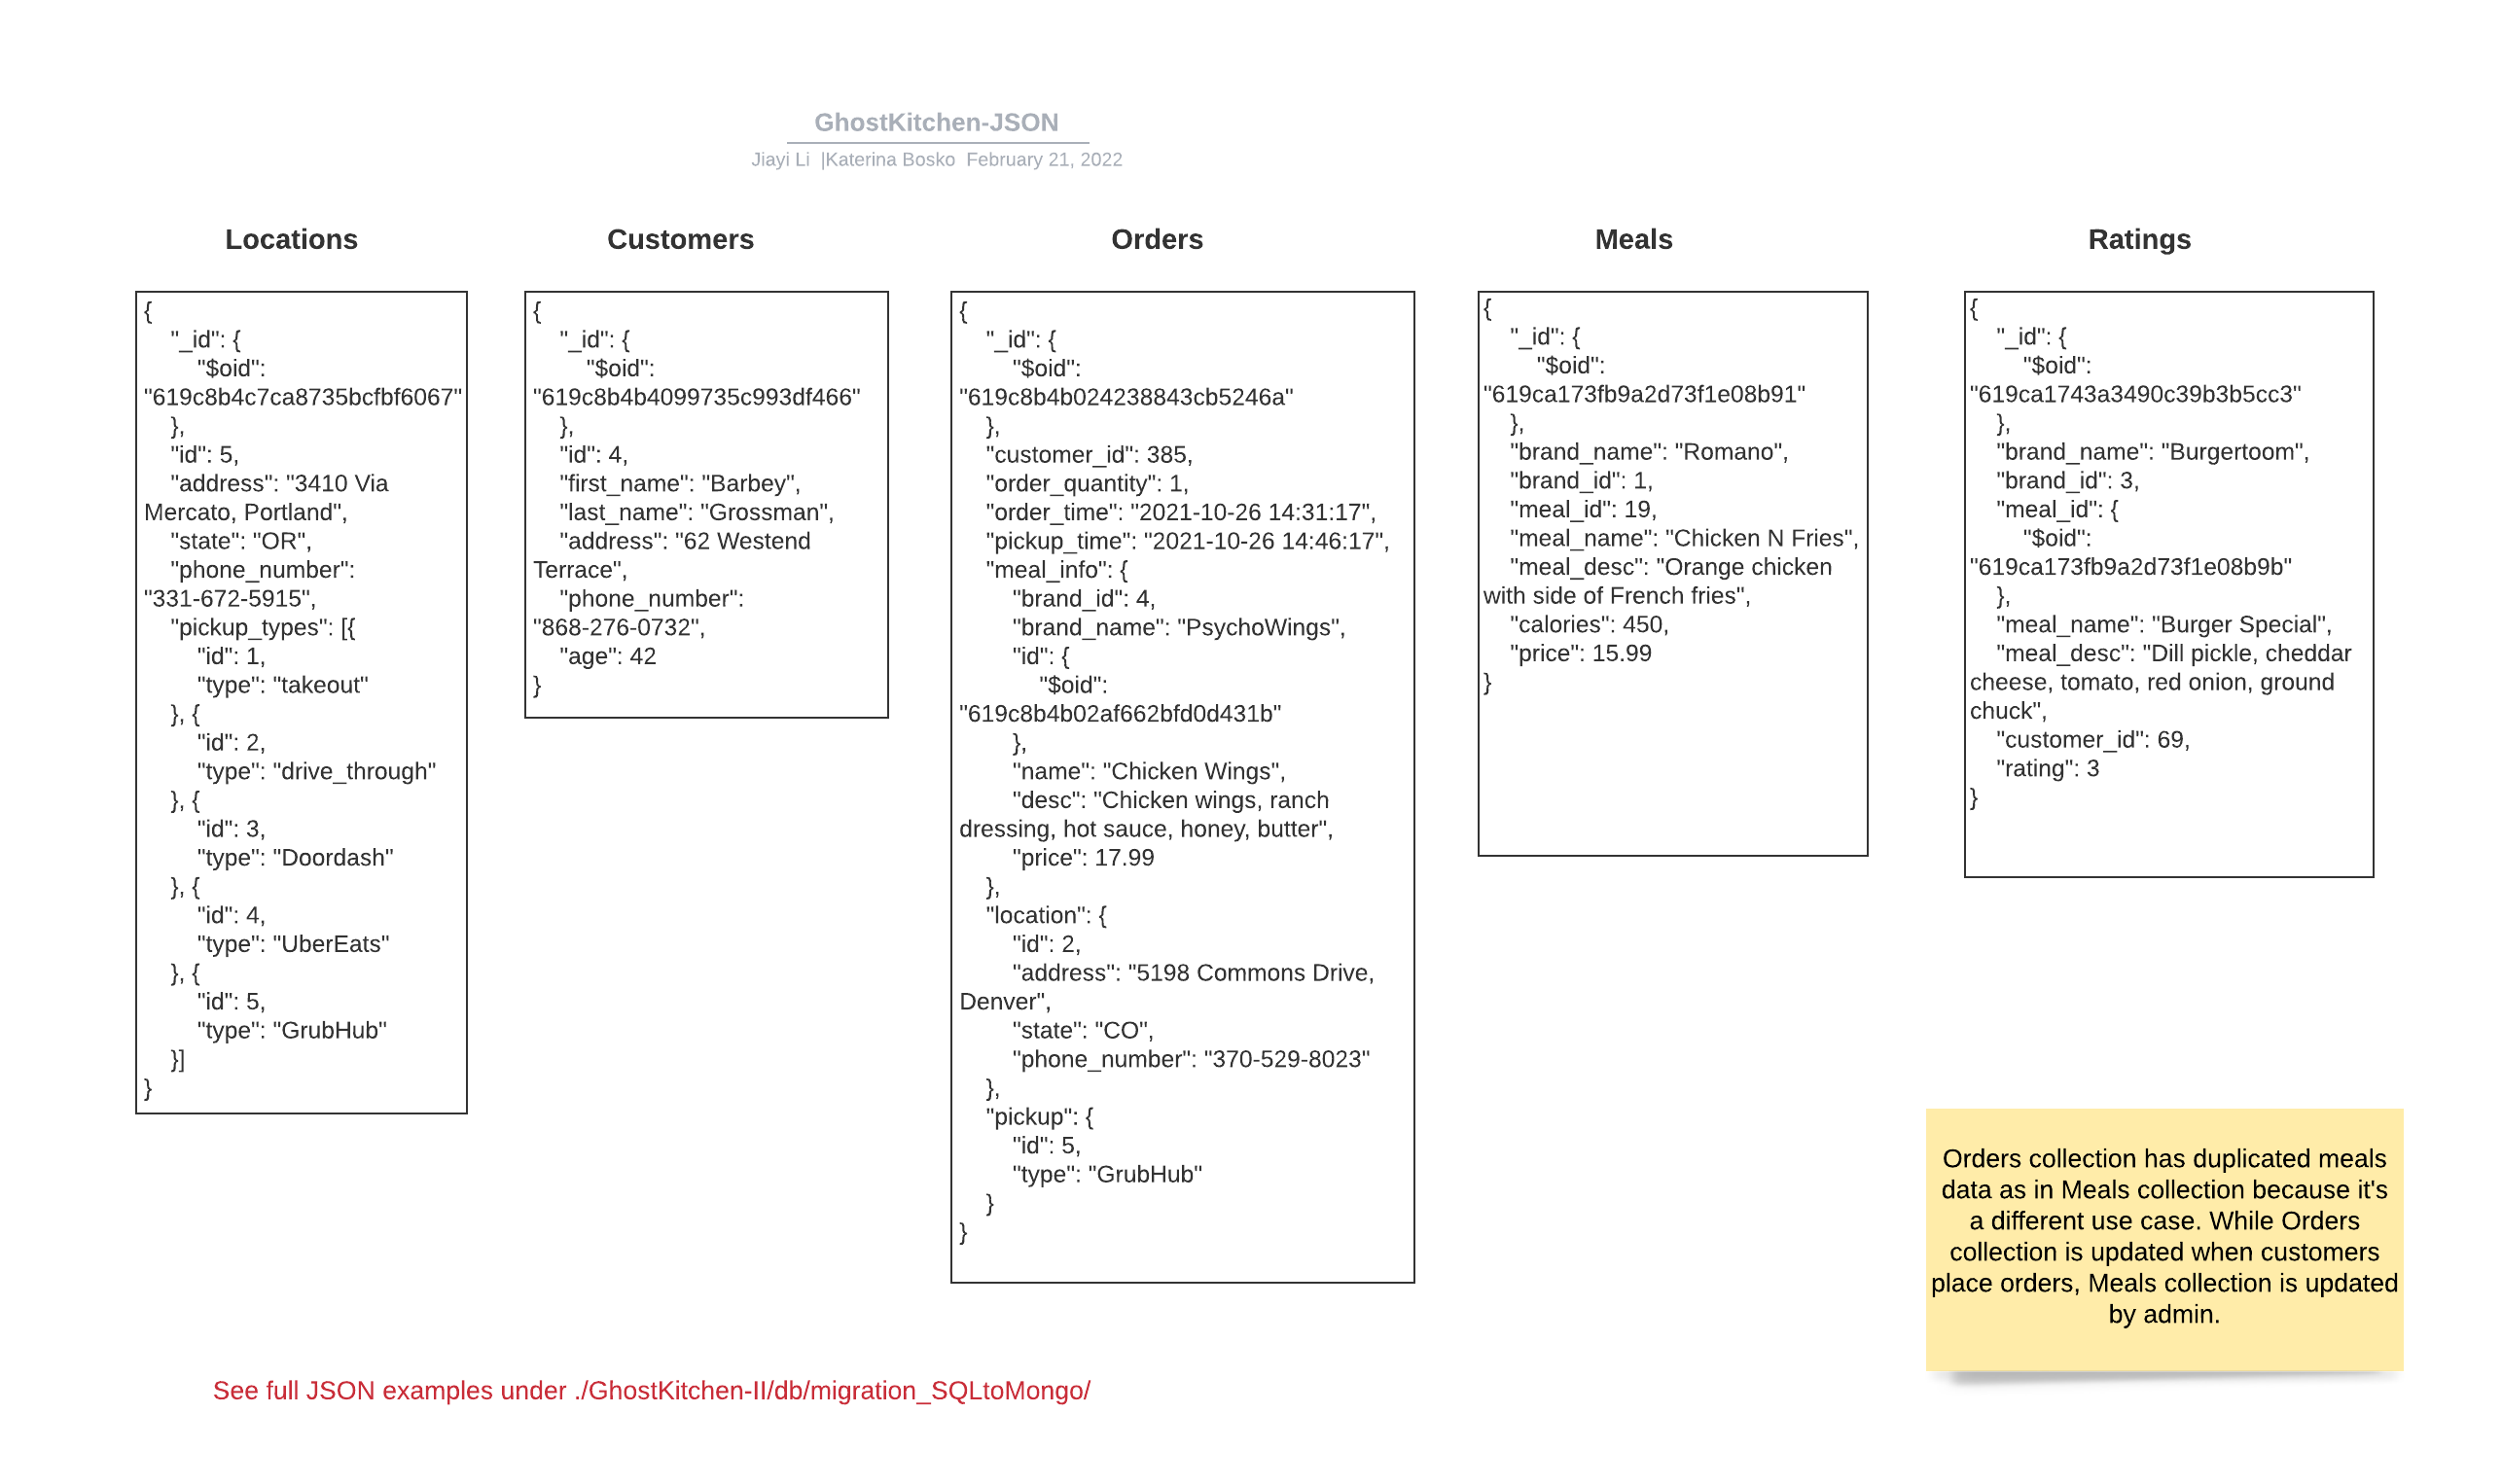 GhostKitchen-JSON
Jiayi Li |Katerina Bosko February 21, 2022
Locations
{
"_id": {
"$oid":
"619c8b4c7ca8735bcfbf6067"
},
"id": 5,
"address": "3410 Via
Mercato, Portland",
"state": "OR",
"phone_number":
"331-672-5915",
"pickup_types": [{
"id": 1,
"type": "takeout"
}, {
"id": 2,
"type": "drive_through"
}, {
"id": 3,
"type": "Doordash"
}, {
"id": 4,
"type": "UberEats"
}, {
"id": 5,
"type": "GrubHub"
}]
}
Customers
{
"_id": {
"$oid":
"619c8b4b4099735c993df466"
},
"id": 4,
"first_name": "Barbey",
"last_name": "Grossman",
"address": "62 Westend
Terrace",
"phone_number":
"868-276-0732",
"age": 42
}
Orders
{
"_id": {
"$oid":
"619c8b4b024238843cb5246a"
},
"customer_id": 385,
"order_quantity": 1,
"order_time": "2021-10-26 14:31:17",
"pickup_time": "2021-10-26 14:46:17",
"meal_info": {
"brand_id": 4,
"brand_name": "PsychoWings",
"id": {
"$oid":
"619c8b4b02af662bfd0d431b"
},
"name": "Chicken Wings",
"desc": "Chicken wings, ranch
dressing, hot sauce, honey, butter",
"price": 17.99
},
"location": {
"id": 2,
"address": "5198 Commons Drive,
Denver",
"state": "CO",
"phone_number": "370-529-8023"
},
"pickup": {
"id": 5,
"type": "GrubHub"
}
}
Meals
{
"_id": {
"$oid":
"619ca173fb9a2d73f1e08b91"
},
"brand_name": "Romano",
"brand_id": 1,
"meal_id": 19,
"meal_name": "Chicken N Fries",
"meal_desc": "Orange chicken
with side of French fries",
"calories": 450,
"price": 15.99
}
Ratings
{
"_id": {
"$oid":
"619ca1743a3490c39b3b5cc3"
},
"brand_name": "Burgertoom",
"brand_id": 3,
"meal_id": {
"$oid":
"619ca173fb9a2d73f1e08b9b"
},
"meal_name": "Burger Special",
"meal_desc": "Dill pickle, cheddar
cheese, tomato, red onion, ground
chuck",
"customer_id": 69,
"rating": 3
}
Orders collection has duplicated meals
data as in Meals collection because it's
a different use case. While Orders
collection is updated when customers
place orders, Meals collection is updated
by admin.
See full JSON examples under ./GhostKitchen-II/db/migration_SQLtoMongo/